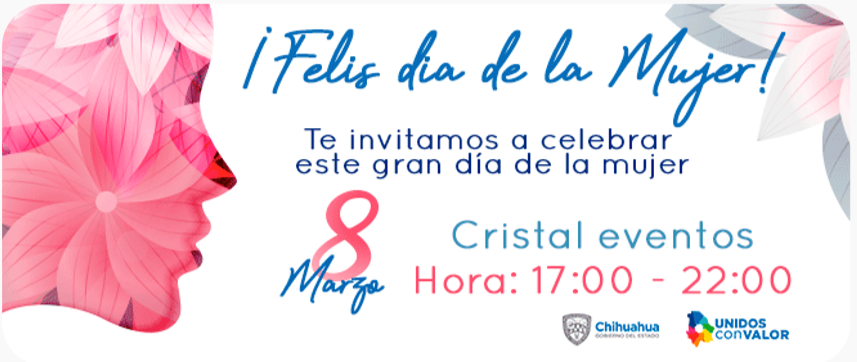 ¡Felis dia de la Mujer!
Te invitamos a celebrar
este gran día de la mujer
8
Marzo
Cristal eventos
Hora: 17:00 - 22:00
Chihuahua
GOBIERNO DEL ESTADO
UNIDOS
conVALOR